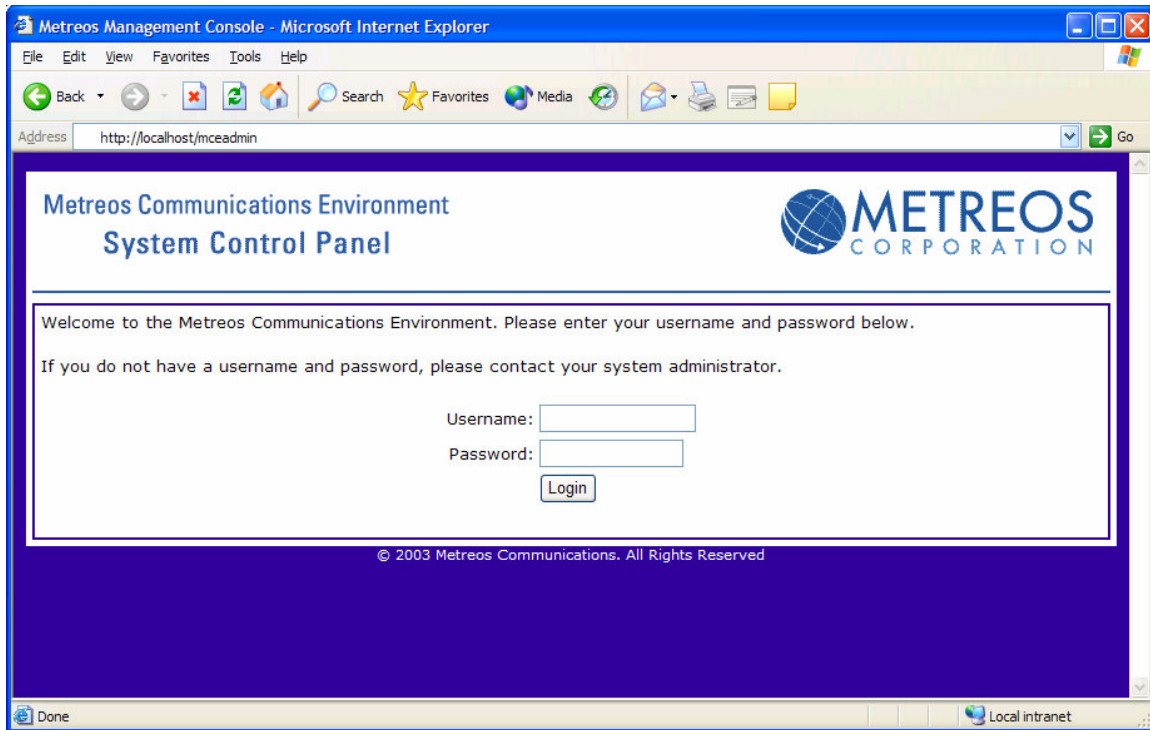 Metreos Management Console - Microsoft Internet Explorer
File Edit View Favorites Tools Help
Back Search Favorites Media
Address http://localhost/mceadmin Go
Metreos Communications Environment
System Control Panel
METREOS
CORPORATION
Welcome to the Metreos Communications Environment. Please enter your username and password below.
If you do not have a username and password, please contact your system administrator.
Username:
Password:
Login
© 2003 Metreos Communications. All Rights Reserved
Done Local intranet